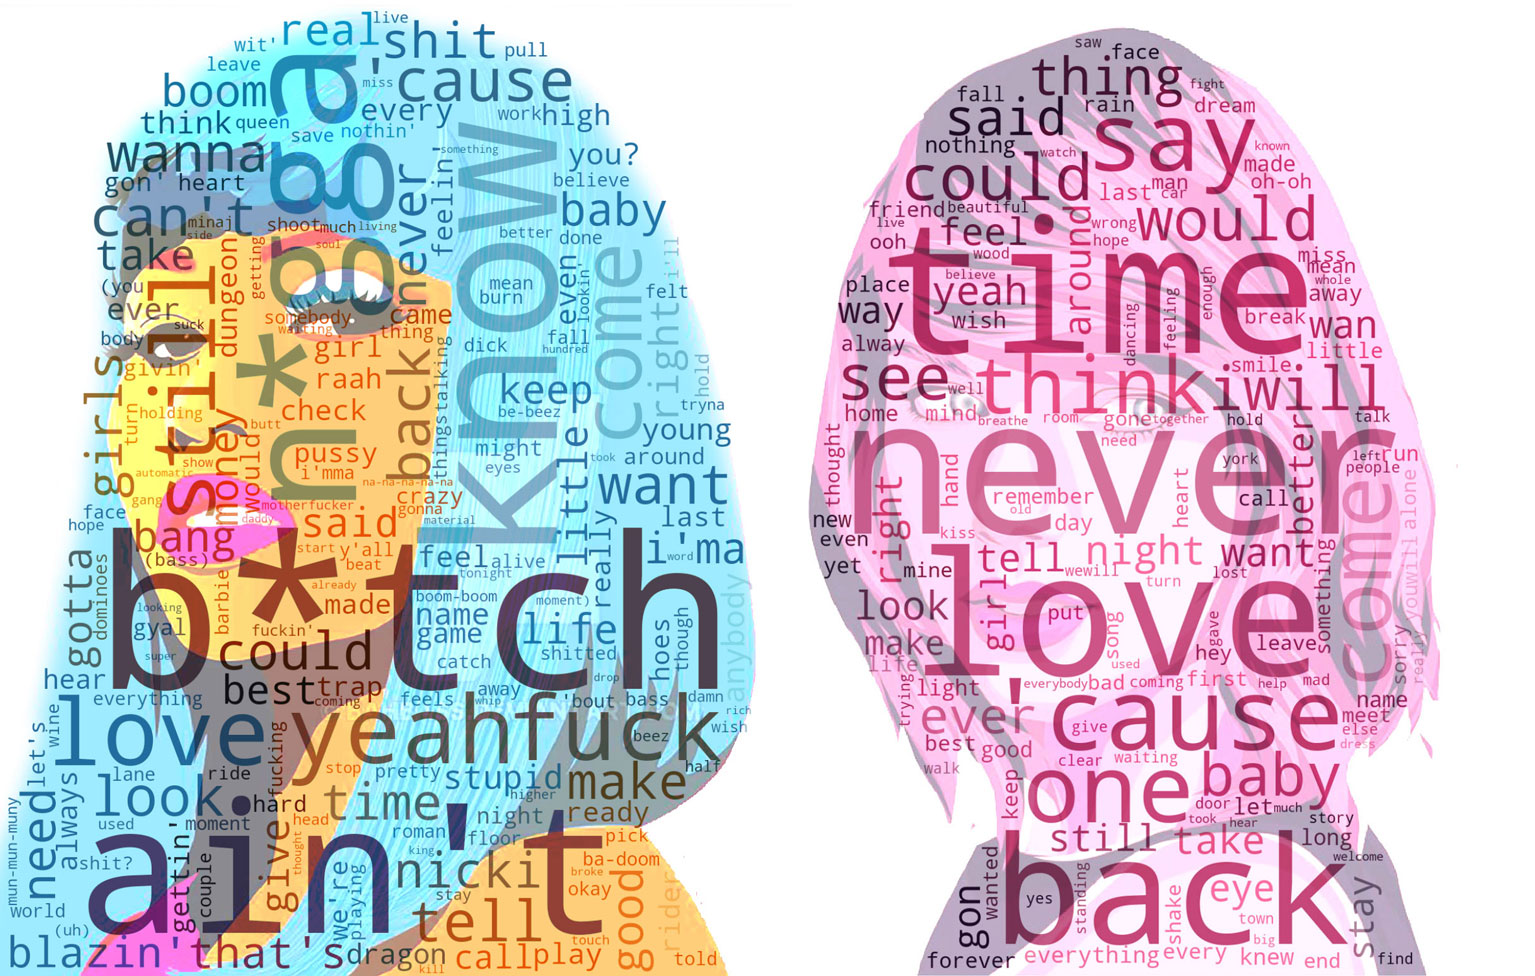 live
real
shit
pull
wit'
leave
'cause
miss
boom
every
work
high
think
queen
save
nothin'
wanna
something
you?
gon'
heart
never
feelin'
believe
can't
minaj
side
shoot
much
living
baby
know
better
done
take
still
dungeon
getting
soul
n*gga
come
right
i'll
(you
ever
suck
somebody
waiting
came
thing
mean
burn
even
lookin'
felt
body
girl
dick
fall
hundred
givin'
raah
back
talking
keep
hold
girls
turn
holding
check
be-beez
tryna
money
would
butt
young
show
pussy
might
eyes
took
around
automatic
i'mma
na-na-na-na-na
things
gang
motherfucker
crazy
gonna
want
face
hope
daddy
said
material
little
last
bang
(bass)
start
y'all
beat
feel
alive
tonight
really
i'ma
word
gotta
dominoes
b*tch
barbie
already
made
boom-boom
moment)
looking
gyal
fuckin'
name
game
life
hoes
though
anybody
super
could
catch
shitted
hear
best
trap
drop
everything
coming
feels
away
whip
'bout
bass
damn
rich
wine
love
yeah
fuck
beez
wish
let's
fucking
stop
pretty
stupid
make
half
lane
ride
higher
need
always
look
hard
time
night
ready
used
moment
head
roman
floor
pick
mun-mun-muny
shit?
ain't
thought
king
nicki
ba-doom
gettin'
couple
give
we're
playing
broke
okay
stay
world
tell
good
rider
(uh)
touch
blazin'
that's
dragon
kill
call
play
told
saw
face
thing
fight
fall
rain
dream
said
say
nothing
watch
known
made
could
last
man
car
oh-oh
friend
beautiful
live
feel
around
wrong
hope
would
ooh
wood
miss
time
believe
mean
whole
place
yeah
enough
away
way
wish
dancing
feeling
break
wan
alway
little
see
well
think
smile
iwill
home
mind
breathe
room
gone
together
hold
talk
thought
need
never
better
york
left
run
people
right
hand
remember
old
heart
call
come
new
even
kiss
day
youwill
alone
yet
tell
night
want
mine
wewill
turn
lost
something
look
girl
love
put
song
gave
make
hey
leave
sorry
life
used
really
trying
light
everybody
bad
coming
first
help
mad
name
ever
'cause
give
meet
else
best
good
dress
walk
clear
waiting
keep
one
baby
door
let
much
took
hear
story
still
take
long
wanted
back
welcome
gon
yes
standing
shake
eye
town
stay
big
forever
everything
every
knew
end
find